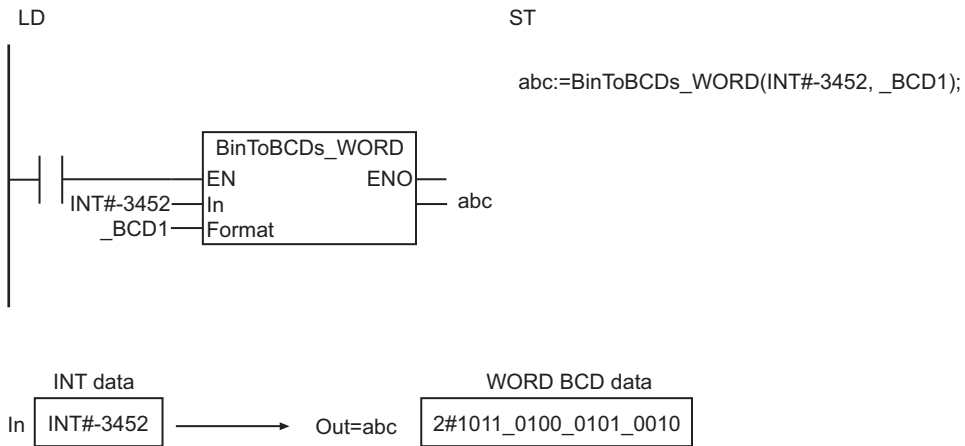 LD
ST
abc:=BinToBCDs_WORD(INT#-3452, _BCD1);
BinToBCDs_WORD
EN ENO
INT#-3452 In abc
_BCD1 Format
INT data WORD BCD data
In INT#-3452 Out=abc 2#1011_0100_0101_0010